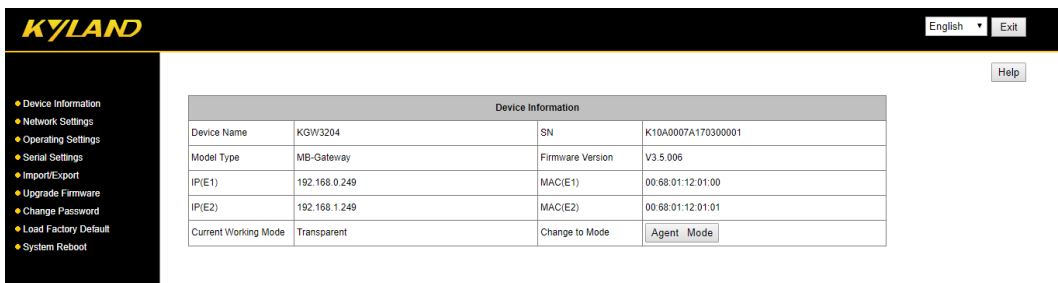 KYLAND
English
Exit
Help
Device Information
Network Settings
Operating Settings
Serial Settings
Import/Export
Upgrade Firmware
Change Password
Load Factory Default
System Reboot
Device Information
Device Name KGW3204 SN K10A0007A170300001
Model Type MB-Gateway Firmware Version V3.5.006
IP(E1) 192.168.0.249 MAC(E1) 00:68:01:12:01:00
IP(E2) 192.168.1.249 MAC(E2) 00:68:01:12:01:01
Current Working Mode Transparent Change to Mode Agent Mode